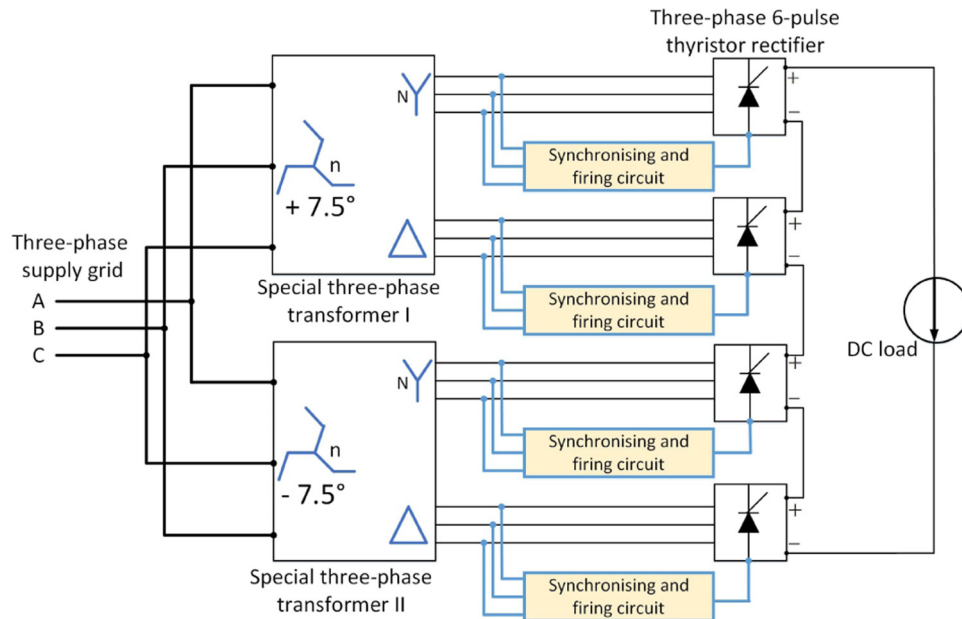 Three-phase 6-pulse
thyristor rectifier
N
+
−
Synchronising and
firing circuit
n
+ 7.5°
+
−
Three-phase
supply grid
Special three-phase
transformer I
Synchronising and
firing circuit
A
B
C
DC load
N
+
−
Synchronising and
firing circuit
n
- 7.5°
+
−
Special three-phase
transformer II
Synchronising and
firing circuit